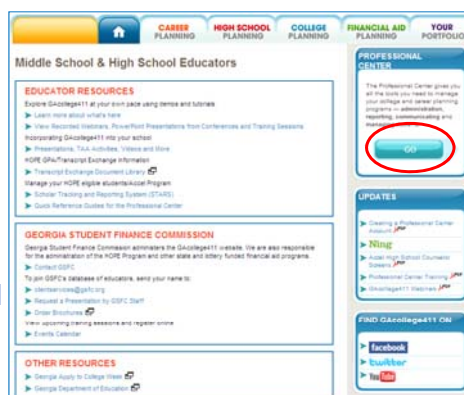 CAREER PLANNING
HIGH SCHOOL PLANNING
COLLEGE PLANNING
FINANCIAL AID PLANNING
YOUR PORTFOLIO
Middle School & High School Educators
EDUCATOR RESOURCES
Explore GAcollege411 at your own pace using demos and tutorials
Learn more about what's here
View Recorded Webinars, PowerPoint Presentations from Conferences and Training Sessions
Incorporating GAcollege411 into your school
Presentations, TAA Activities, Videos and More
HOPE GPA/Transcript Exchange Information
Transcript Exchange Document Library
Manage your HOPE eligible students/Accel Program
Scholar Tracking and Reporting System (STARS)
Quick Reference Guides for the Professional Center
GEORGIA STUDENT FINANCE COMMISSION
Georgia Student Finance Commission administers the GAcollege411 website. We are also responsible
for the administration of the HOPE Program and other state and lottery funded financial aid programs.
Contact GSFC
To join GSFC's database of educators, send your name to:
clientservices@gsfc.org
Request a Presentation by GSFC Staff
Order Brochures
View upcoming training sessions and register online
Events Calendar
OTHER RESOURCES
Georgia Apply to College Week
Georgia Department of Education
PROFESSIONAL
CENTER
The Professional Center gives you
all the tools you need to manage
your college and career planning
programs — administration,
reporting, communicating and
GO
UPDATES
Creating a Professional Center
Account
Ning
Accel High School Counselor
Screens
Professional Center Training
GAcollege411 Webinars
FIND GAcollege411 ON
facebook
twitter
YouTube